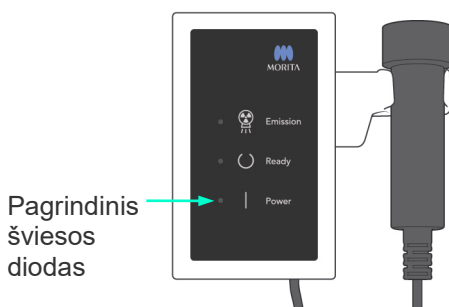 MORITA
Emission
Ready
Power
Pagrindinis
šviesos
diodas